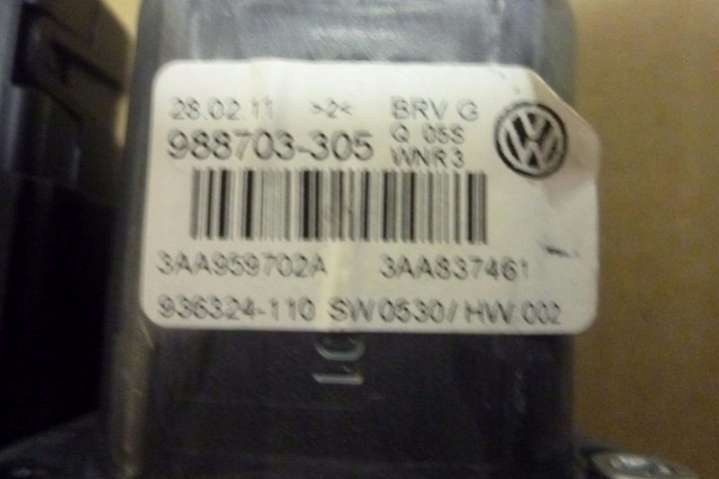 28.02.11 >2< BRV G
988703-305 Q 05S
WNR3
3AA959702A 3AA837461
936324-110 SW0530/HW:002